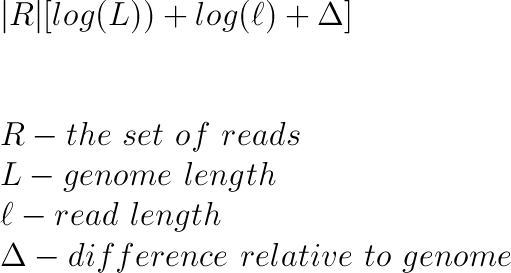 |R|[log(L)) + log(ℓ) + Δ]
R − the set of reads
L − genome length
ℓ − read length
Δ − difference relative to genome